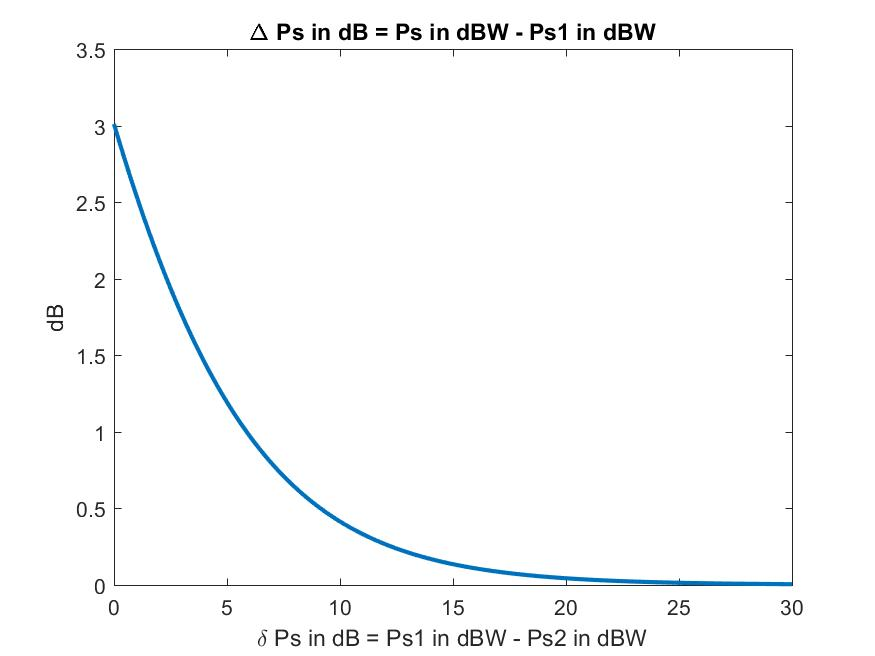 Δ Ps in dB = Ps in dBW - Ps1 in dBW
3.5
3
2.5
2
1.5
1
0.5
0
dB
0 5 10 15 20 25 30
δ Ps in dB = Ps1 in dBW - Ps2 in dBW